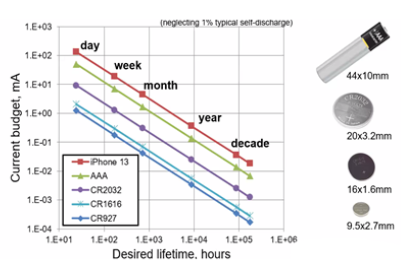 (neglecting 1% typical self-discharge)
1.E+03
1.E+02
1.E+01
1.E+00
1.E-01
1.E-02
1.E-03
1.E-04
Current budget, mA
day
week
month
year
decade
iPhone 13
AAA
CR2032
CR1616
CR927
1.E+01 1.E+02 1.E+03 1.E+04 1.E+05 1.E+06
Desired lifetime, hours
AAA
44x10mm
CR2032
20x3.2mm
16x1.6mm
9.5x2.7mm